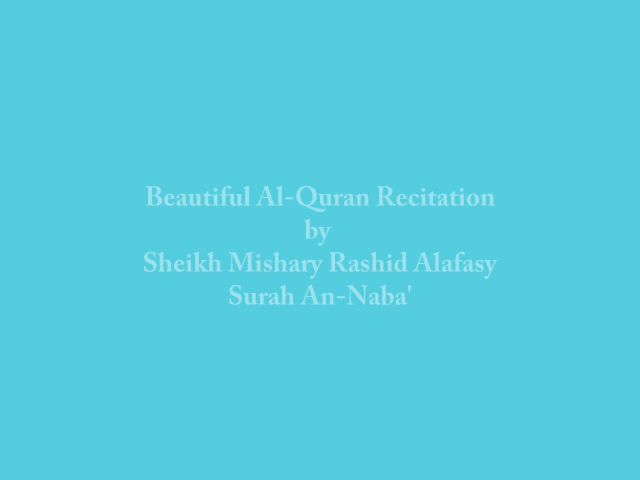 Beautiful Al-Quran Recitation
by
Sheikh Mishary Rashid Alafasy
Surah An-Naba'